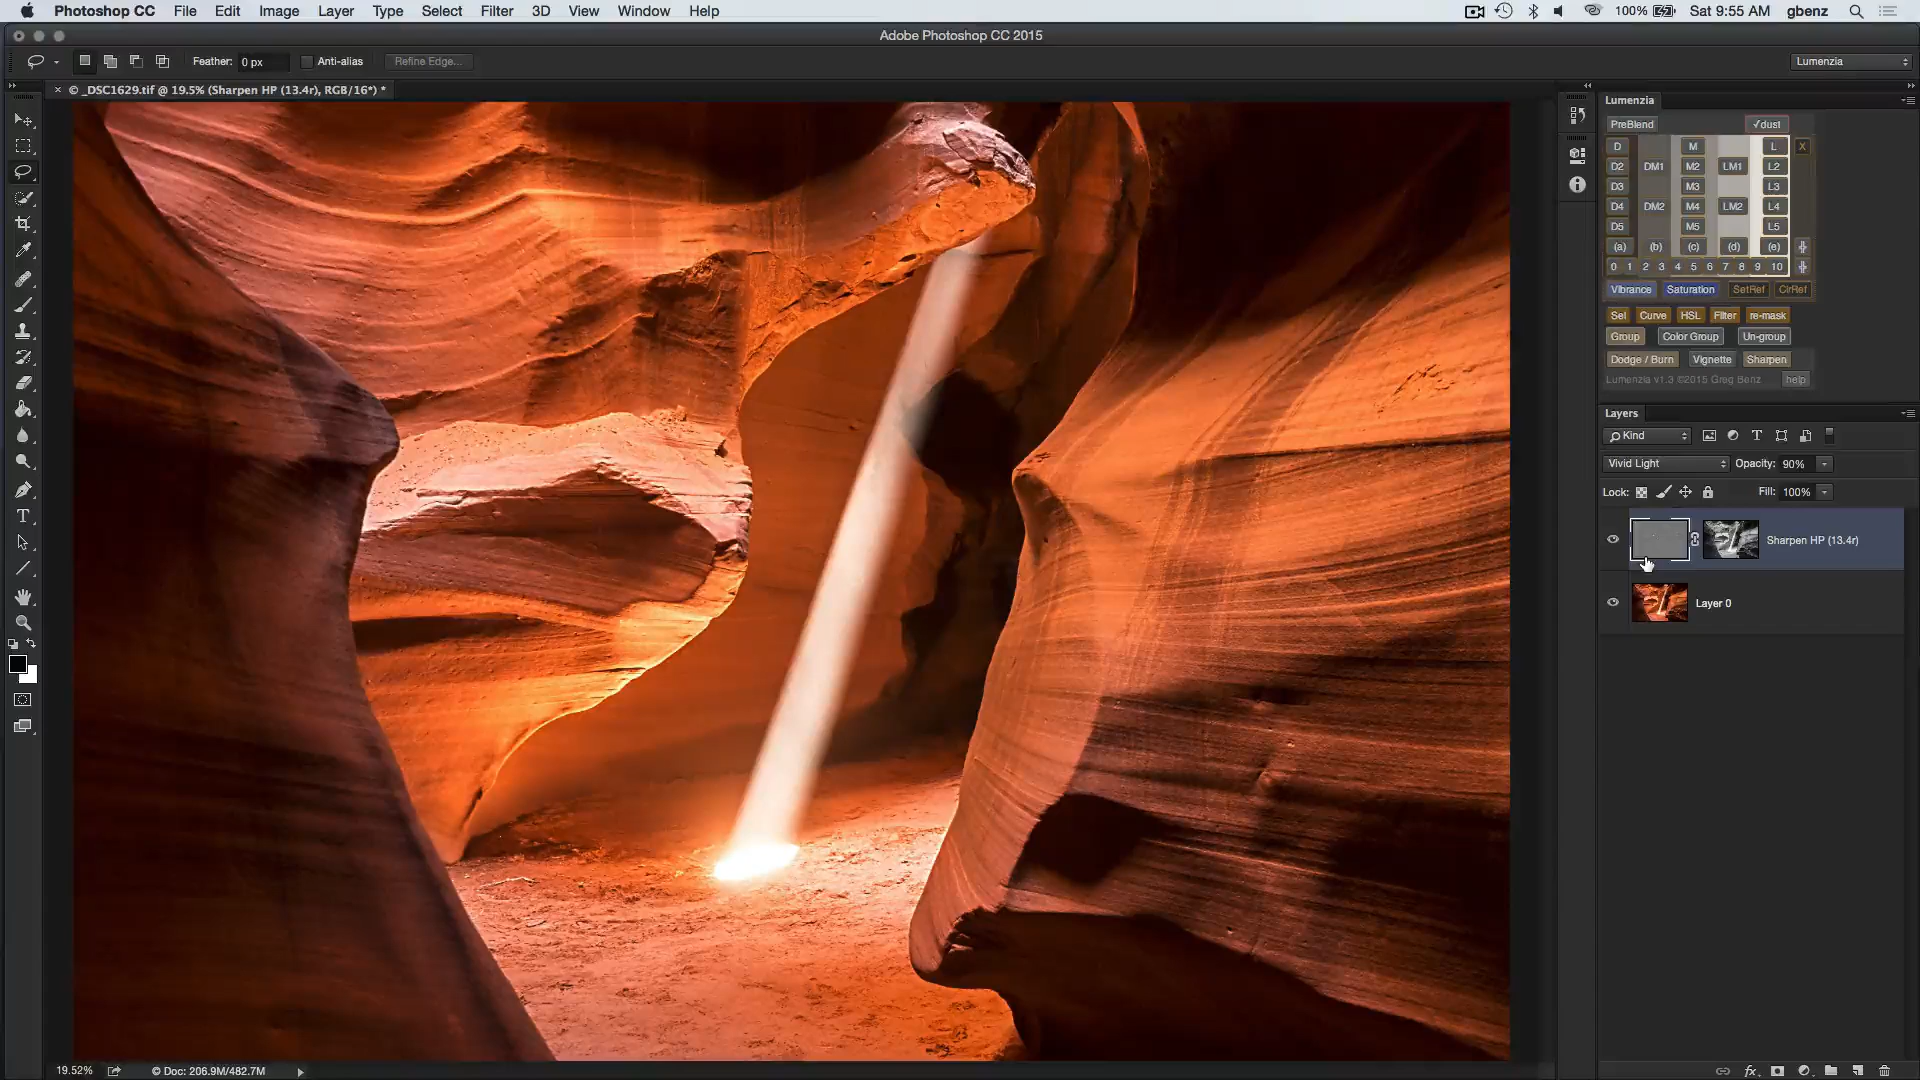 Photoshop CC File Edit Image Layer Type Select Filter 3D View Window Help 100% Sat 9:55 AM gbenz
Adobe Photoshop CC 2015
Feather: 0 px Anti-alias Refine Edge... Lumenzia
× © _DSC1629.tif @ 19.5% (Sharpen HP (13.4r), RGB/16*) *
Lumenzia
PreBlend √dust
D M L X
D2 DM1 M2 LM1 L2
D3 M3 L3
D4 DM2 M4 LM2 L4
D5 M5 L5
(a) (b) (c) (d) (e)
0 1 2 3 4 5 6 7 8 9 10
Vibrance Saturation SetRef ClrRef
Sel Curve HSL Filter re-mask
Group Color Group Un-group
Dodge / Burn Vignette Sharpen
Lumenzia v1.3 ©2015 Greg Benz help
Layers
Kind
Vivid Light Opacity: 90%
Lock: Fill: 100%
Sharpen HP (13.4r)
Layer 0
19.52% © Doc: 206.9M/482.7M